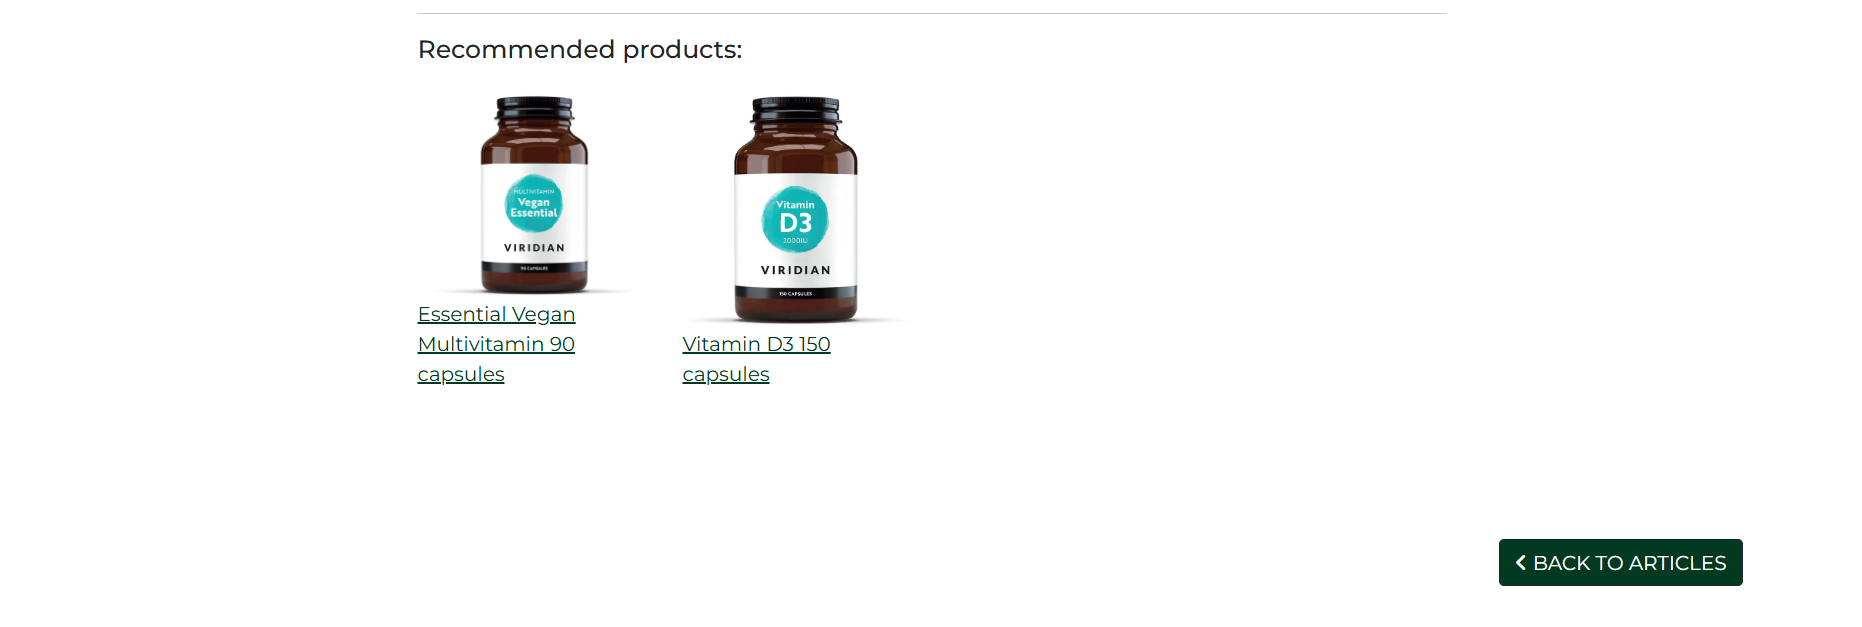 Recommended products:
MULTIVITAMIN
Vegan
Essential
VIRIDIAN
90 CAPSULES
Vitamin
D3
2000IU
VIRIDIAN
150 CAPSULES
Essential Vegan
Multivitamin 90
capsules
Vitamin D3 150
capsules
BACK TO ARTICLES